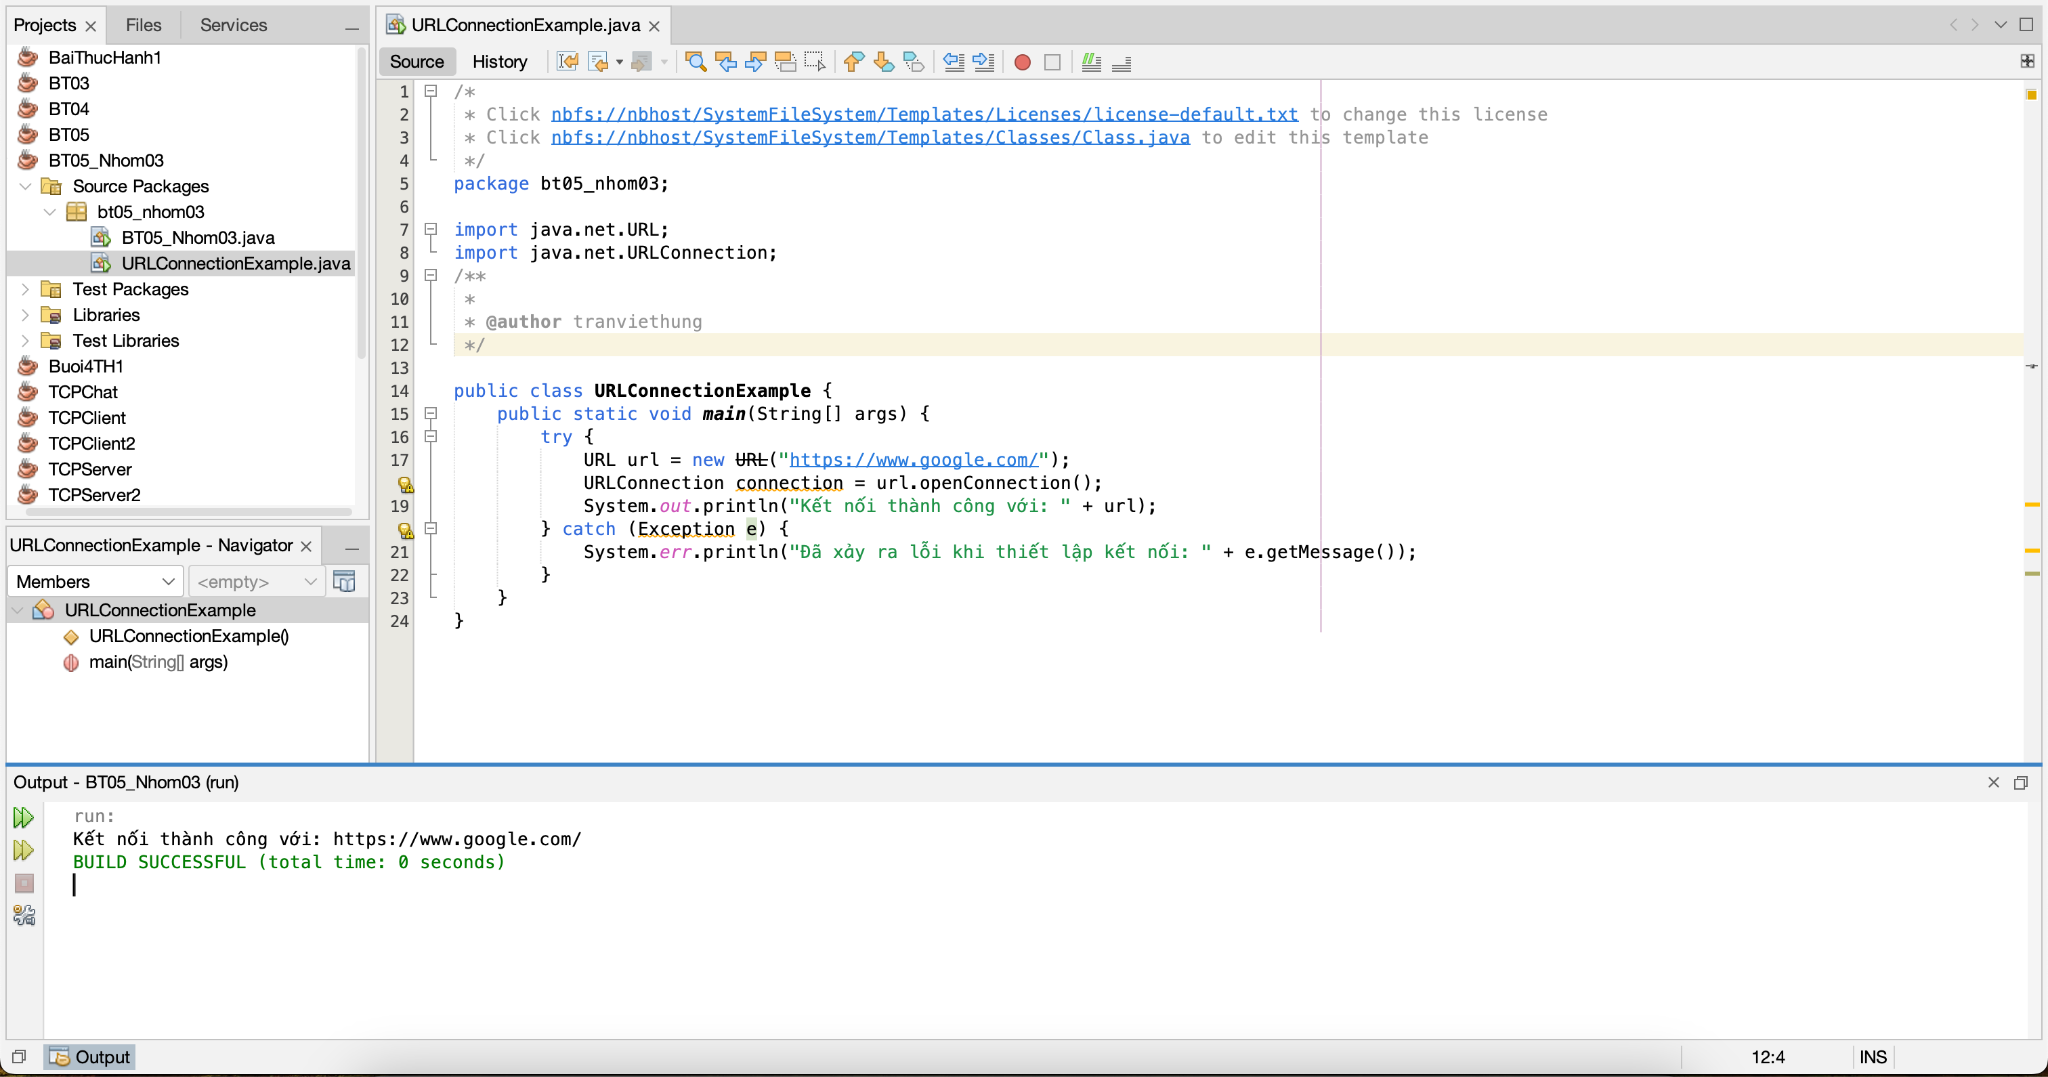 Projects Files Services
BaiThucHanh1
BT03
BT04
BT05
BT05_Nhom03
Source Packages
bt05_nhom03
BT05_Nhom03.java
URLConnectionExample.java
Test Packages
Libraries
Test Libraries
Buoi4TH1
TCPChat
TCPClient
TCPClient2
TCPServer
TCPServer2
URLConnectionExample - Navigator
Members <empty>
URLConnectionExample
URLConnectionExample()
main(String[] args)
URLConnectionExample.java
Source History
1 /*
2 * Click nbfs://nbhost/SystemFileSystem/Templates/Licenses/license-default.txt to change this license
3 * Click nbfs://nbhost/SystemFileSystem/Templates/Classes/Class.java to edit this template
4 */
5 package bt05_nhom03;
6
7 import java.net.URL;
8 import java.net.URLConnection;
9 /**
10 *
11 * @author tranviethung
12 */
13
14 public class URLConnectionExample {
15 public static void main(String[] args) {
16 try {
17 URL url = new URL("https://www.google.com/");
URLConnection connection = url.openConnection();
19 System.out.println("Kết nối thành công với: " + url);
} catch (Exception e) {
21 System.err.println("Đã xảy ra lỗi khi thiết lập kết nối: " + e.getMessage());
22 }
23 }
24 }
Output - BT05_Nhom03 (run)
run:
Kết nối thành công với: https://www.google.com/
BUILD SUCCESSFUL (total time: 0 seconds)
Output 12:4 INS